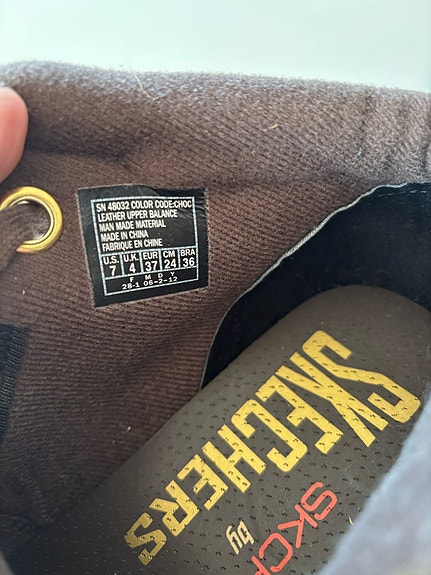 SN 48032 COLOR CODE:CHOC
LEATHER UPPER BALANCE
MAN MADE MATERIAL
MADE IN CHINA
FABRIQUE EN CHINE
U.S. U.K. EUR CM BRA
7 4 37 24 36
F M D Y
28-1 06-2-12
SKECHERS
by